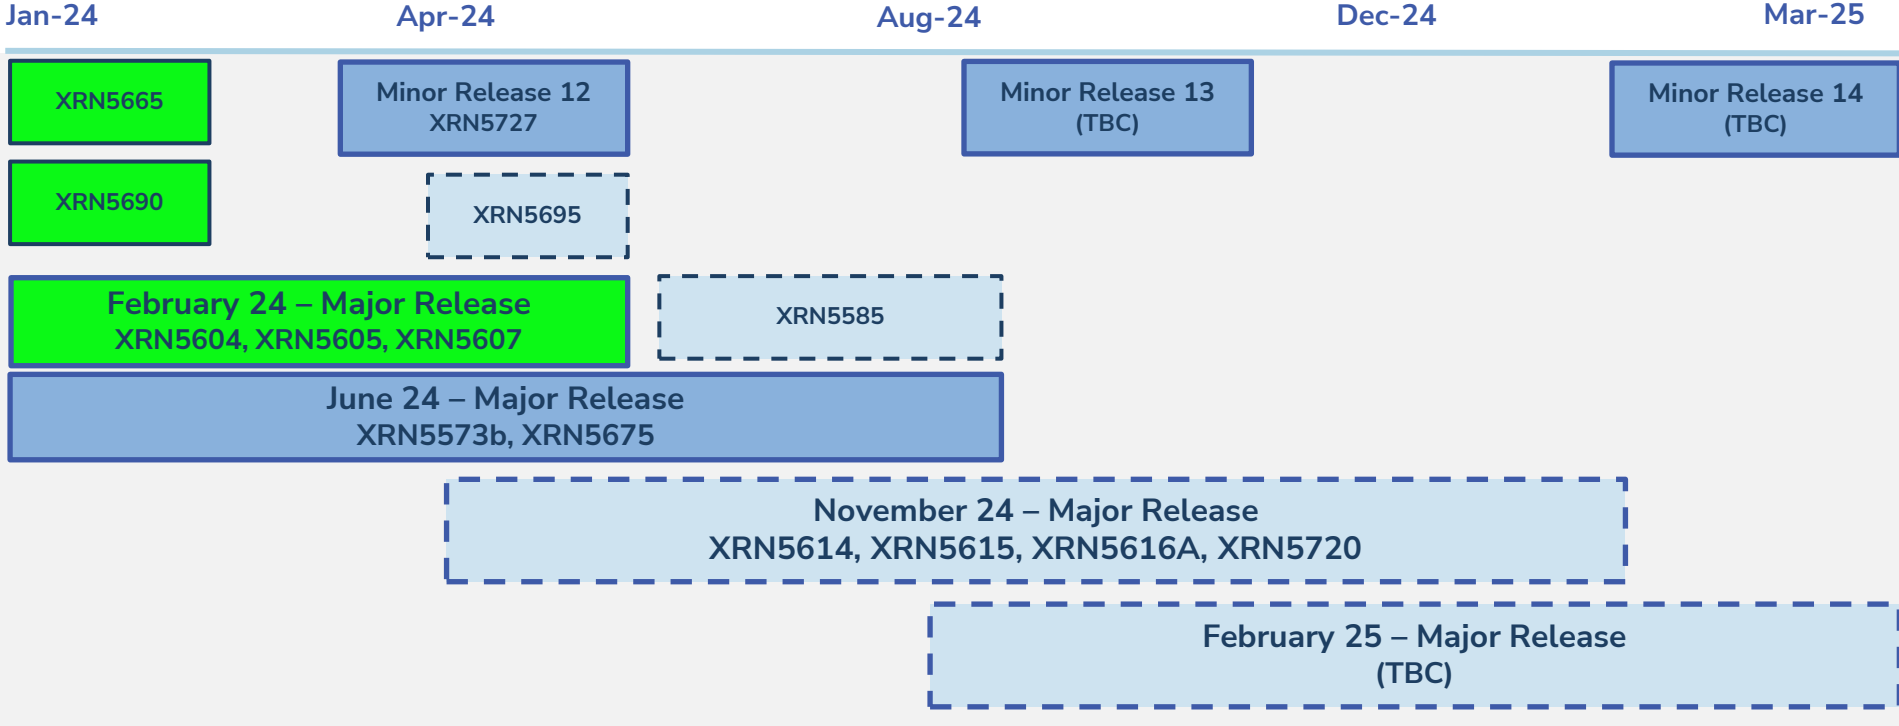 Jan-24
Apr-24
Aug-24
Dec-24
Mar-25
XRN5665
Minor Release 12
XRN5727
Minor Release 13
(TBC)
Minor Release 14
(TBC)
XRN5690
XRN5695
February 24 – Major Release
XRN5604, XRN5605, XRN5607
XRN5585
June 24 – Major Release
XRN5573b, XRN5675
November 24 – Major Release
XRN5614, XRN5615, XRN5616A, XRN5720
February 25 – Major Release
(TBC)